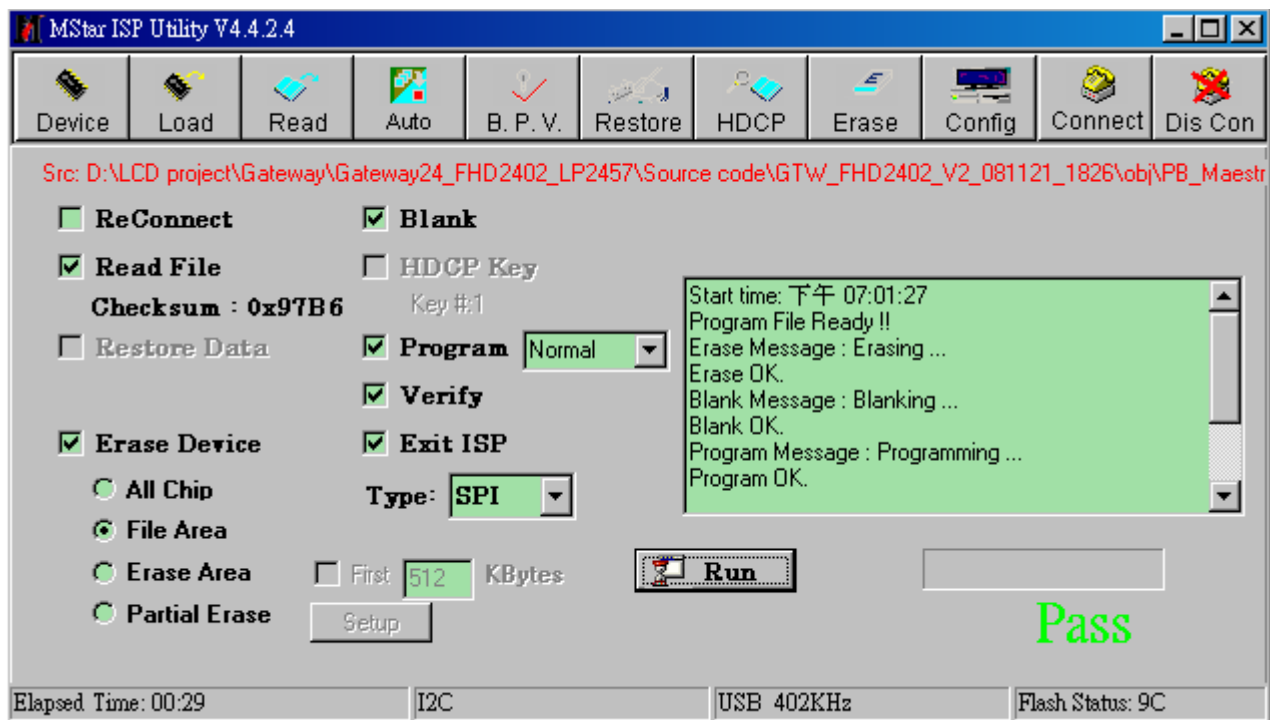 MStar ISP Utility V4.4.2.4
Device Load Read Auto B. P. V. Restore HDCP Erase Config Connect Dis Con
Src: D:\LCD project\Gateway\Gateway24_FHD2402_LP2457\Source code\GTW_FHD2402_V2_081121_1826\obj\PB_Maestr
ReConnect Blank
Read File HDCP Key
Checksum : 0x97B6 Key #:1
Restore Data Program Normal
Verify
Erase Device Exit ISP
All Chip Type: SPI
File Area
Erase Area First 512 KBytes
Partial Erase Setup
Start time: 下午 07:01:27
Program File Ready !!
Erase Message : Erasing ...
Erase OK.
Blank Message : Blanking ...
Blank OK.
Program Message : Programming ...
Program OK.
Run
Pass
Elapsed Time: 00:29 I2C USB 402KHz Flash Status: 9C